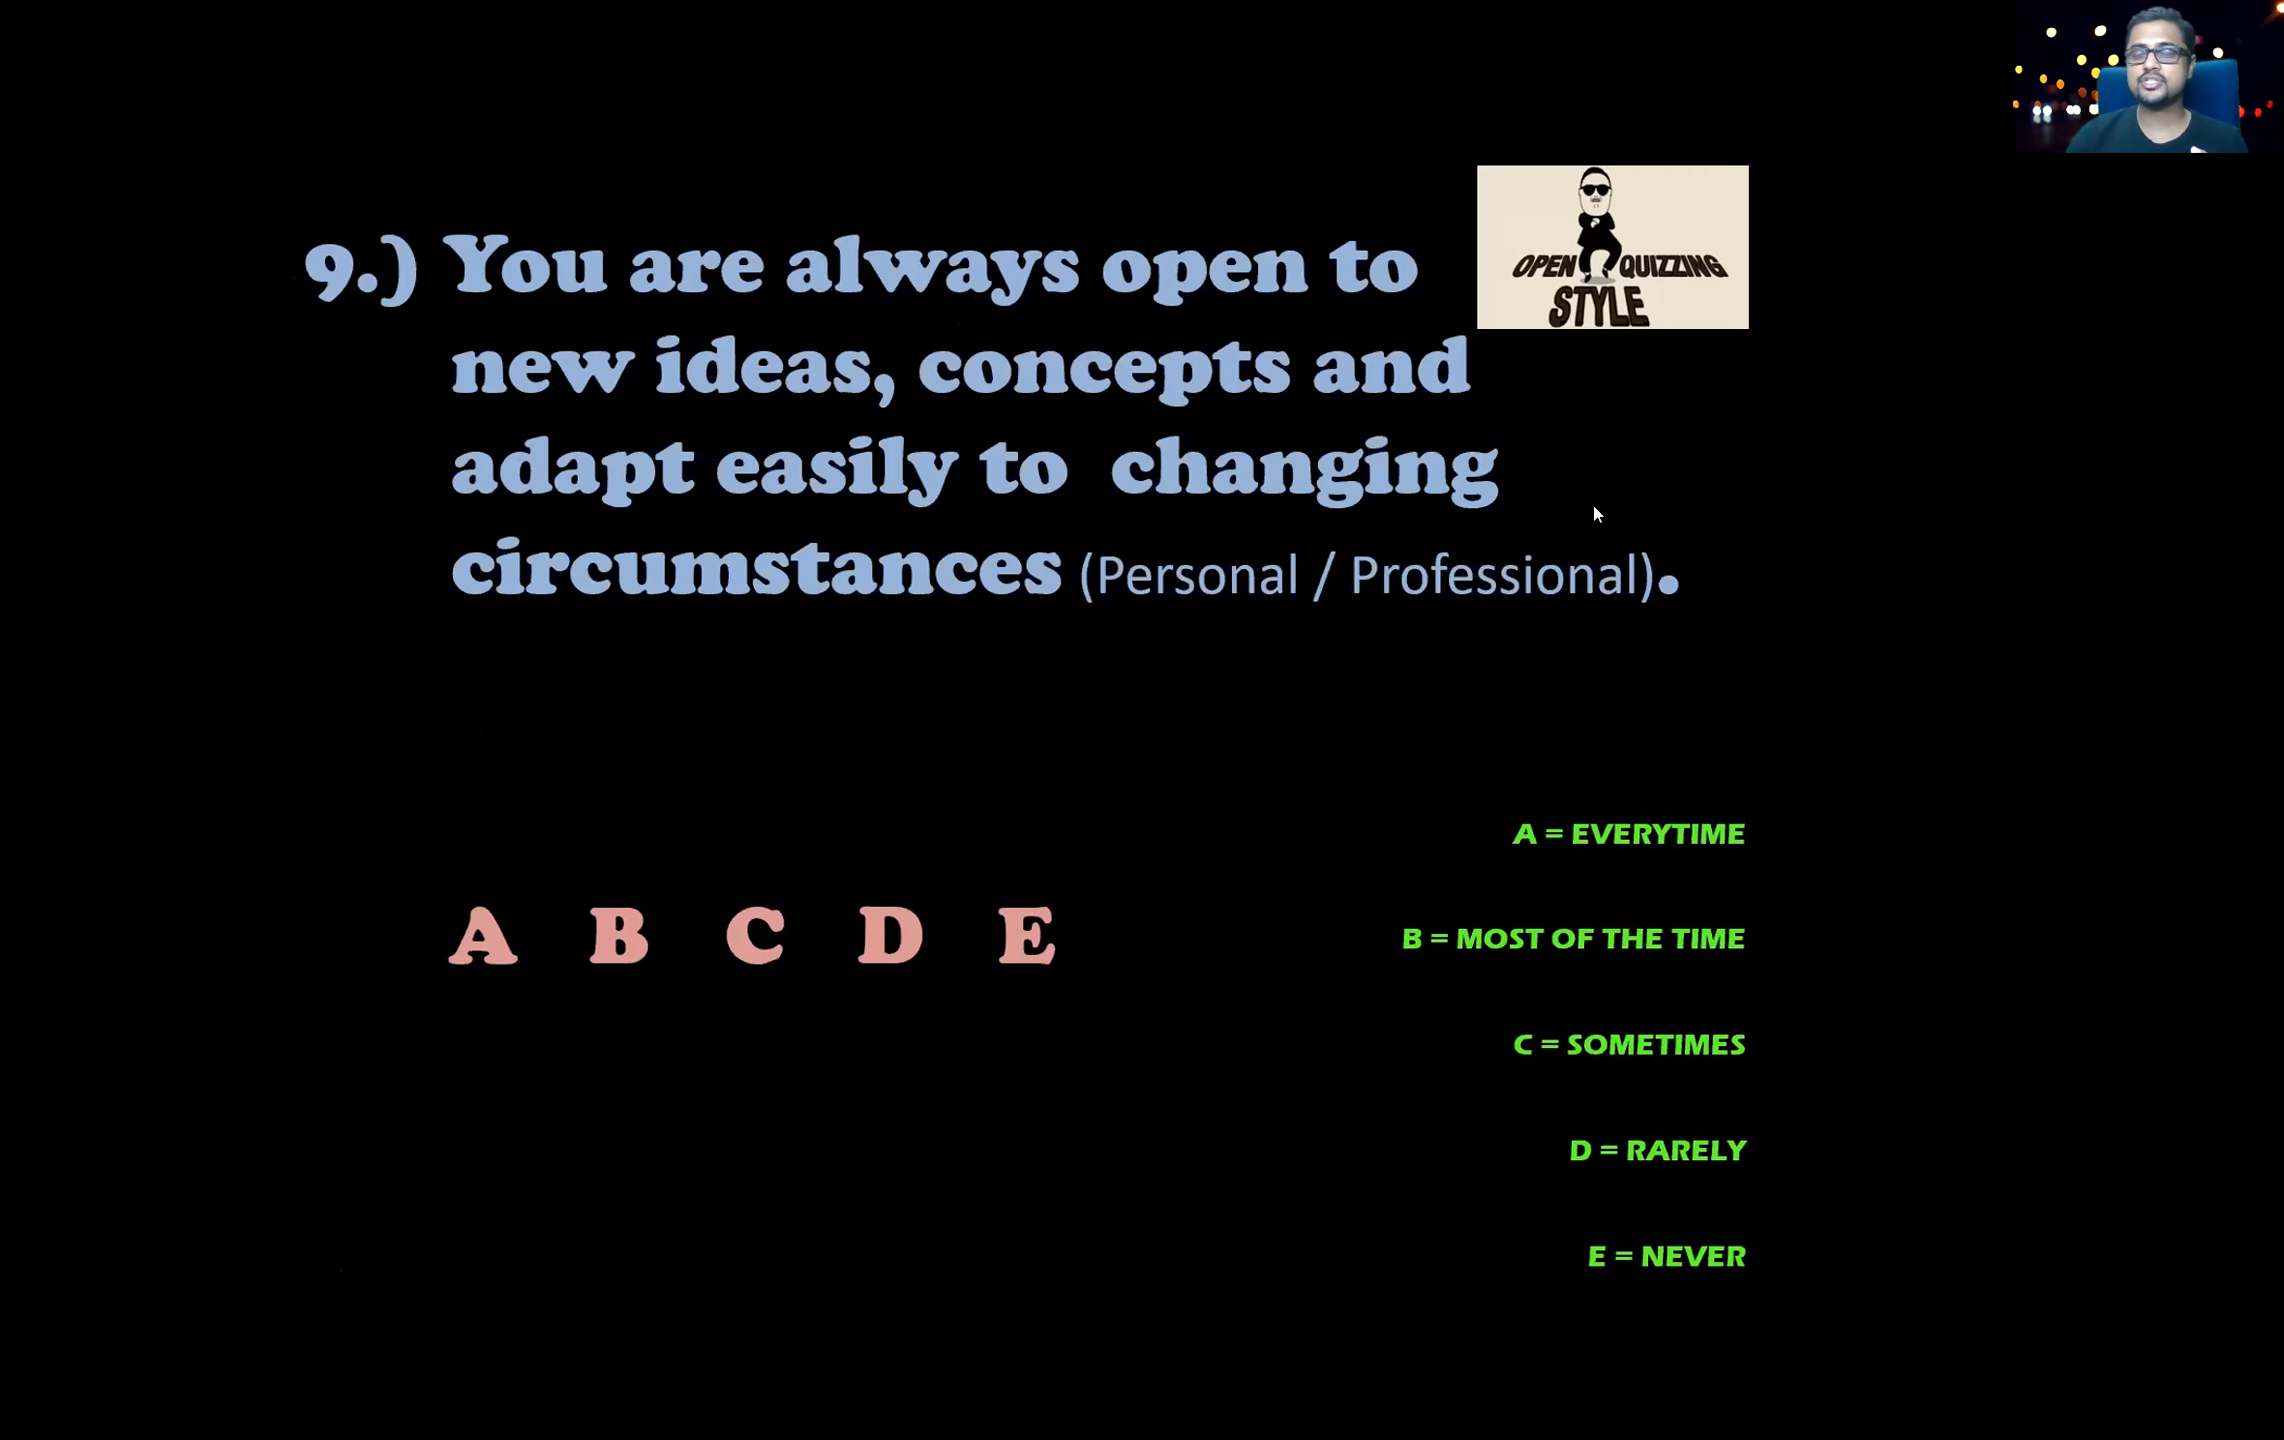 9.) You are always open to
new ideas, concepts and
adapt easily to changing
circumstances (Personal / Professional).
OPEN QUIZZING
STYLE
A B C D E
A = EVERYTIME
B = MOST OF THE TIME
C = SOMETIMES
D = RARELY
E = NEVER